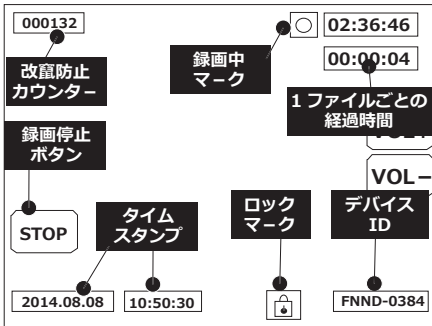 000132
02:36:46
改竄防止
カウンター
録画中
マーク
00:00:04
1ファイルごとの
経過時間
録画停止
ボタン
VOL−
STOP
タイム
スタンプ
ロック
マーク
デバイス
ID
2014.08.08
10:50:30
FNND-0384